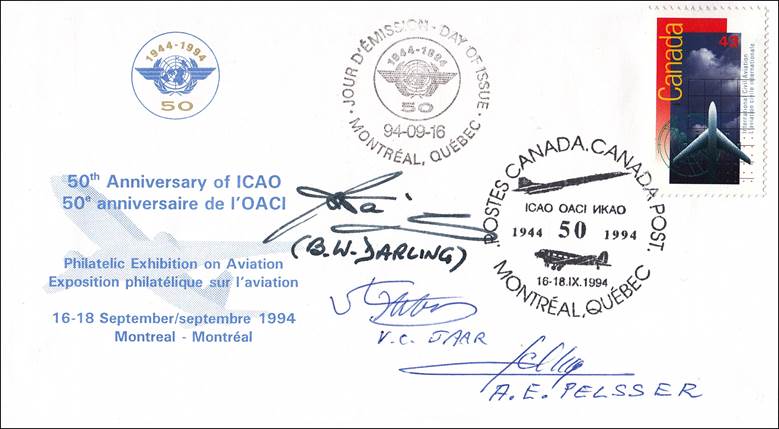 1944-1994
50
50th Anniversary of ICAO
50e anniversaire de l'OACI
Philatelic Exhibition on Aviation
Exposition philatélique sur l'aviation
16-18 September/septembre 1994
Montreal - Montréal
· JOUR D'ÉMISSION · DAY OF ISSUE ·
1944-1994
50
94-09-16
MONTRÉAL, QUÉBEC
(B.W. DARLING)
V.C. JAAR
A.E. PELSSER
POSTES CANADA.CANADA POST.
ICAO OACI ИКАО
1944 50 1994
16-18.IX.1994
MONTRÉAL, QUÉBEC
Canada
43
International Civil Aviation
L'aviation civile internationale